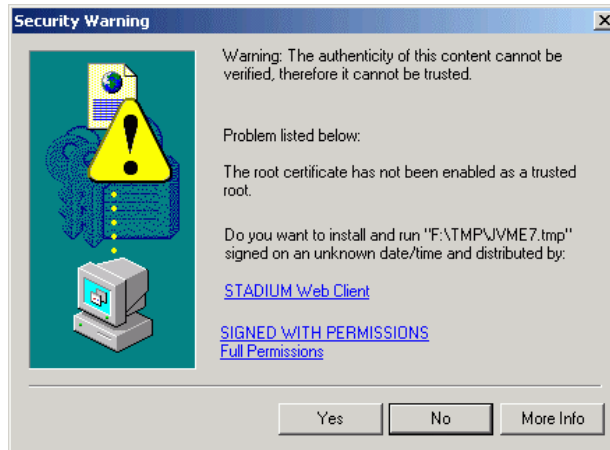 Security Warning
Warning: The authenticity of this content cannot be
verified, therefore it cannot be trusted.
Problem listed below:
The root certificate has not been enabled as a trusted
root.
Do you want to install and run "F:\TMP\JVME7.tmp"
signed on an unknown date/time and distributed by:
STADIUM Web Client
SIGNED WITH PERMISSIONS
Full Permissions
Yes No More Info